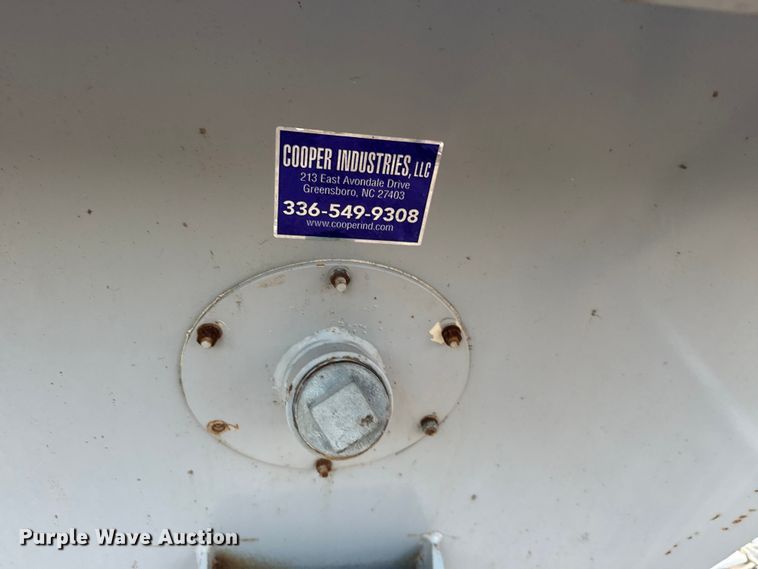 COOPER INDUSTRIES, LLC
213 East Avondale Drive
Greensboro, NC 27403
336-549-9308
www.cooperind.com
Purple Wave Auction®